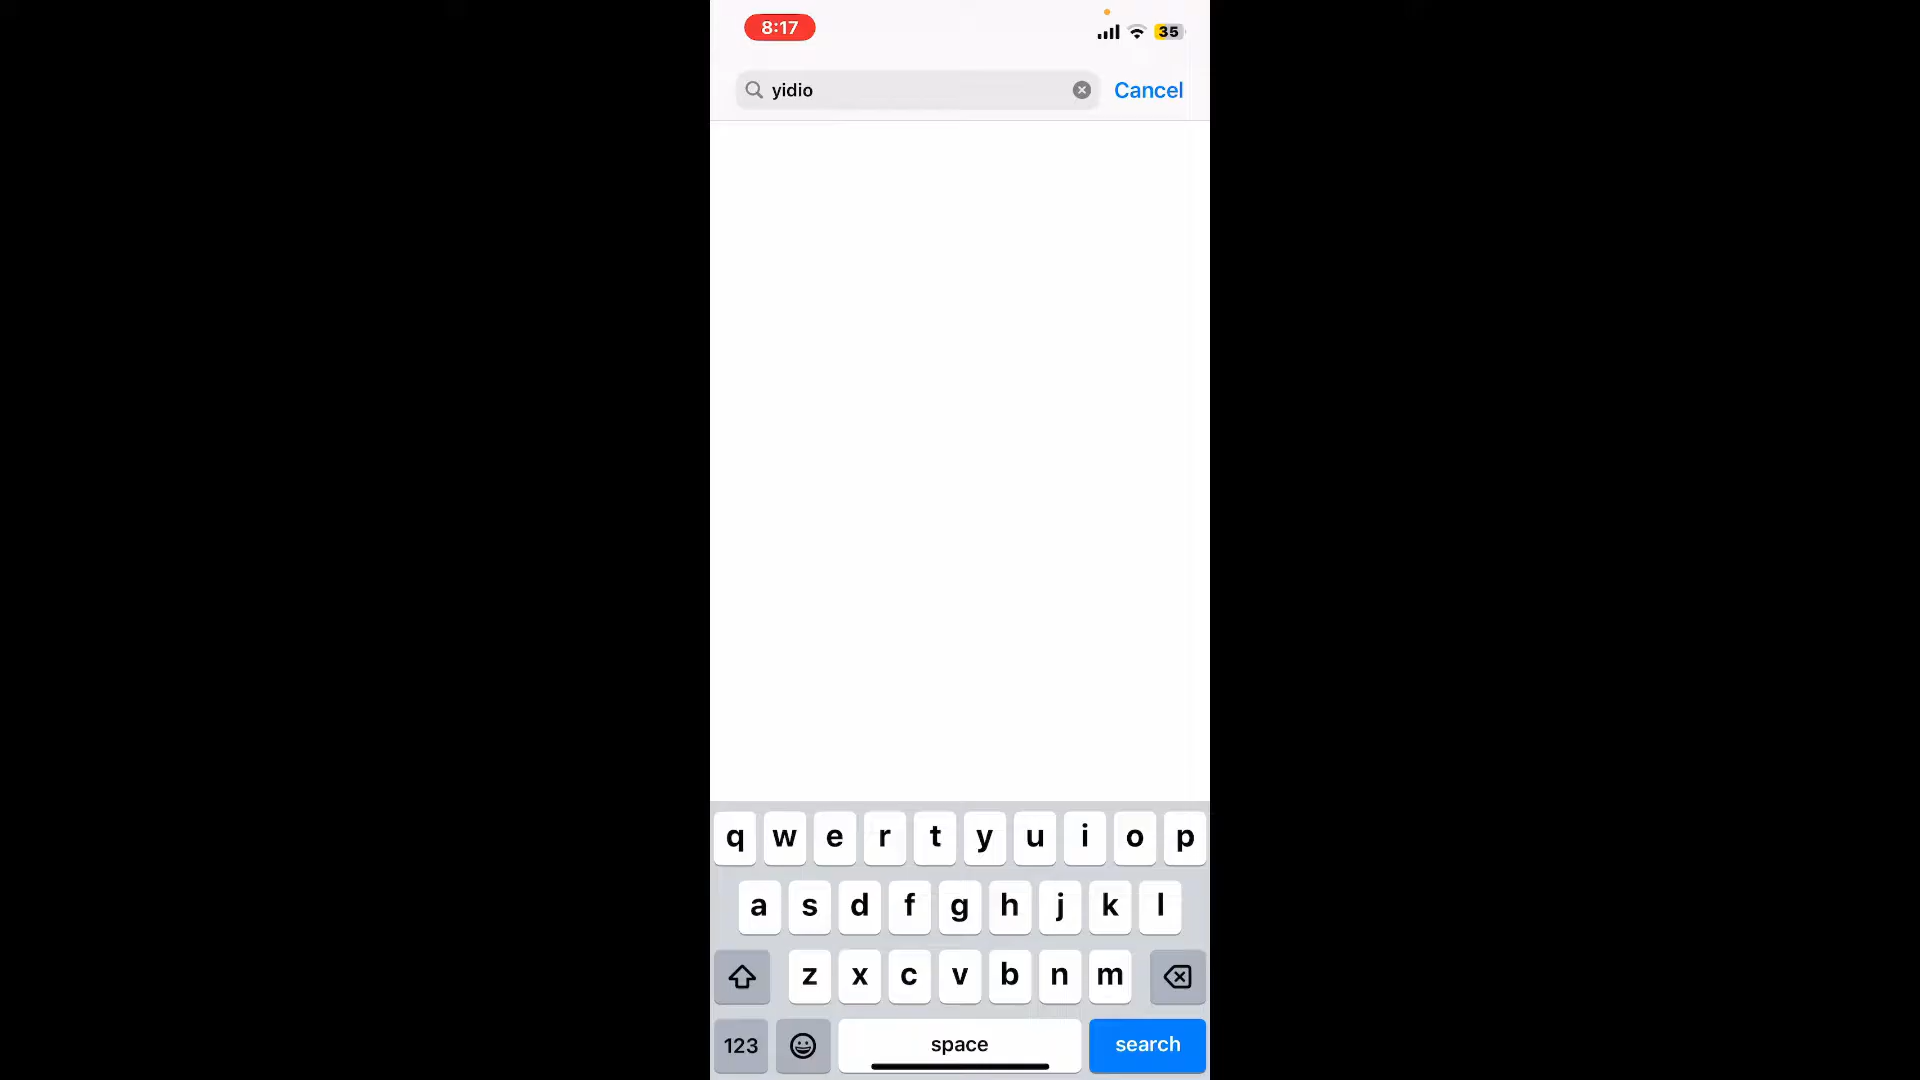 8:17
35
yidio
Cancel
q w e r t y u i o p
a s d f g h j k l
z x c v b n m
123
space
search